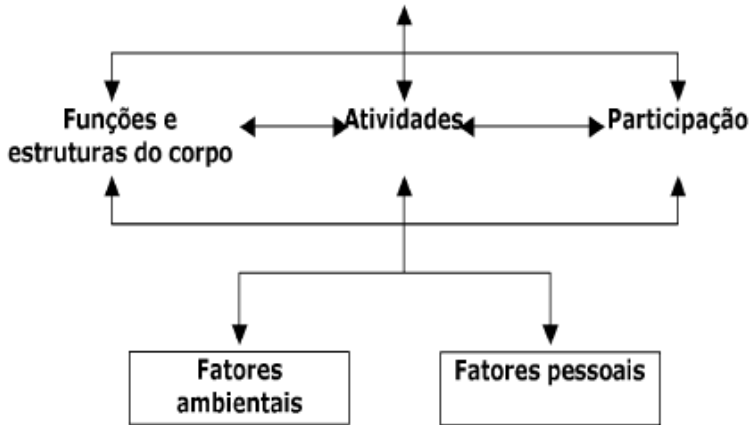 Funções e
estruturas do corpo
Atividades
Participação
Fatores
ambientais
Fatores pessoais